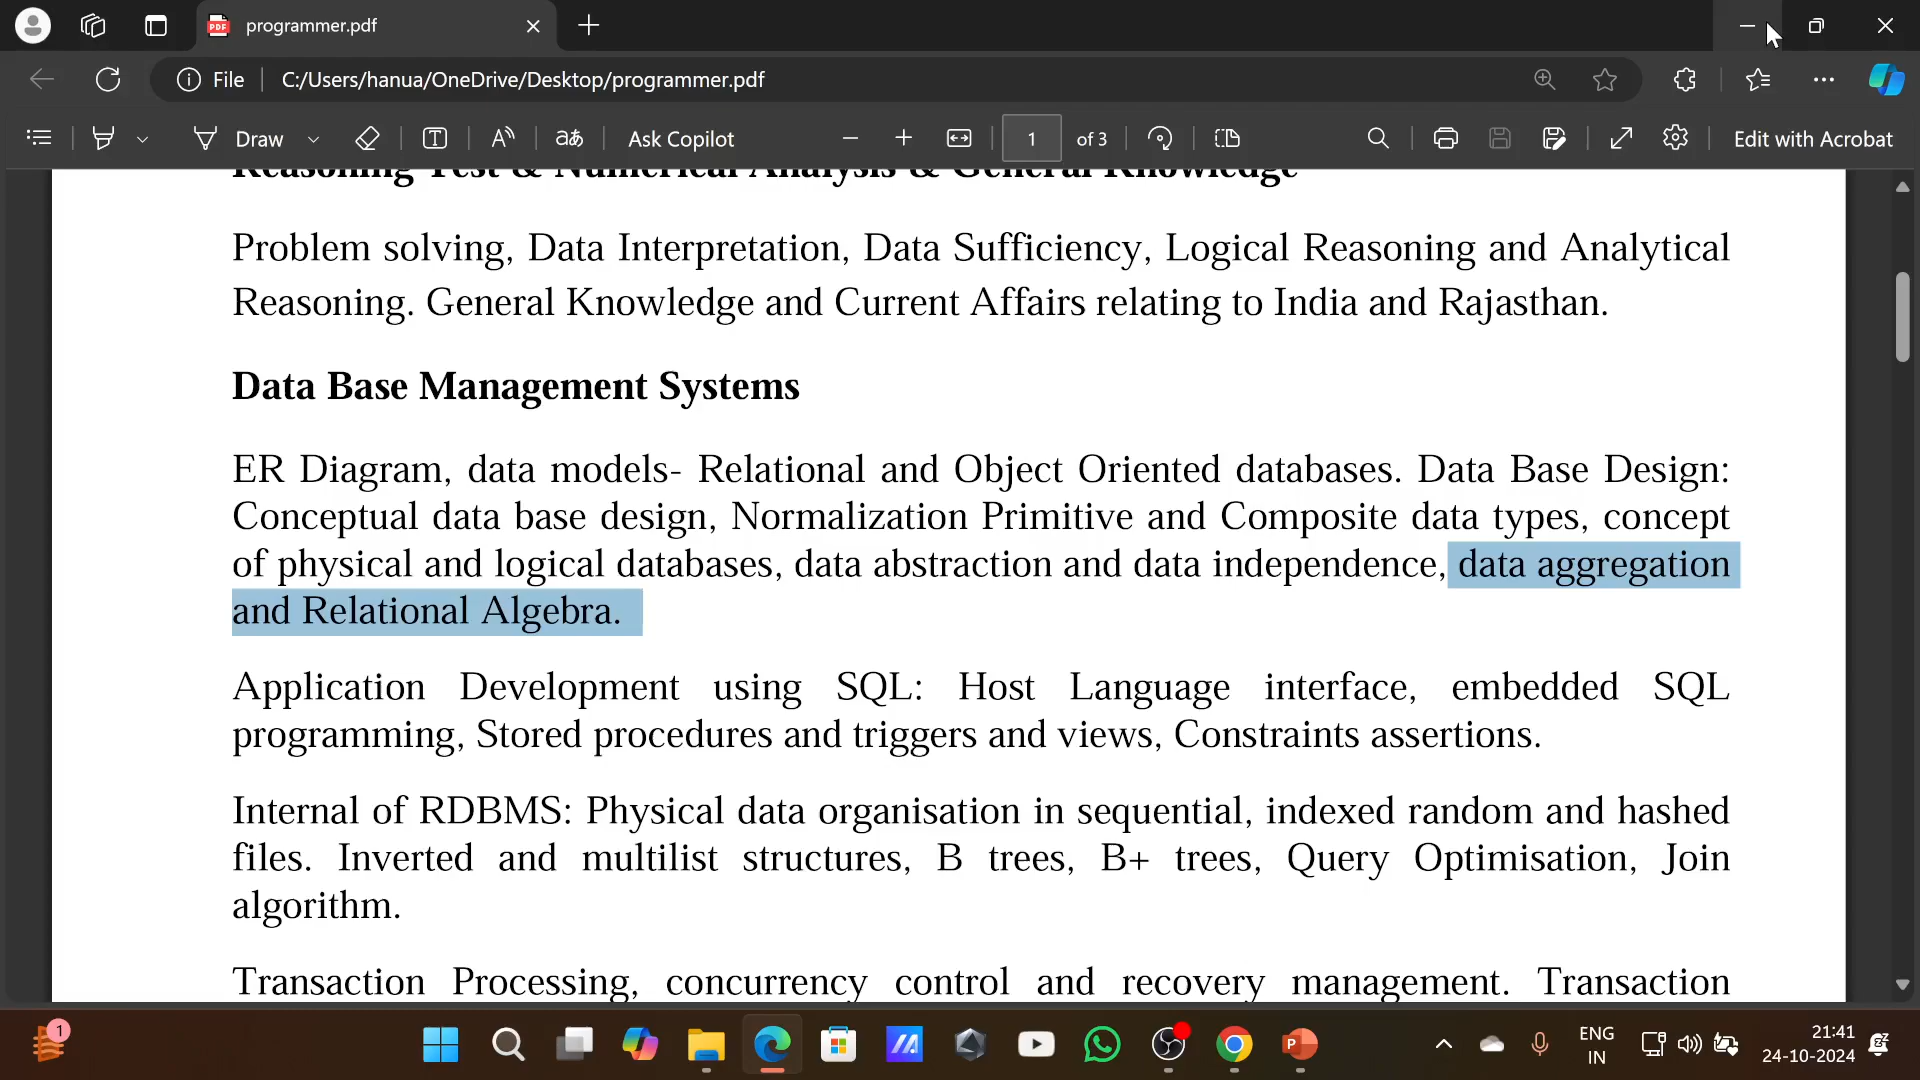 programmer.pdf
File
C:/Users/hanua/OneDrive/Desktop/programmer.pdf
Draw
Ask Copilot
1
of 3
Edit with Acrobat
Reasoning Test & Numerical Analysis & General Knowledge
Problem solving, Data Interpretation, Data Sufficiency, Logical Reasoning and Analytical
Reasoning. General Knowledge and Current Affairs relating to India and Rajasthan.
Data Base Management Systems
ER Diagram, data models- Relational and Object Oriented databases. Data Base Design:
Conceptual data base design, Normalization Primitive and Composite data types, concept
of physical and logical databases, data abstraction and data independence, data aggregation
and Relational Algebra.
Application Development using SQL: Host Language interface, embedded SQL
programming, Stored procedures and triggers and views, Constraints assertions.
Internal of RDBMS: Physical data organisation in sequential, indexed random and hashed
files. Inverted and multilist structures, B trees, B+ trees, Query Optimisation, Join
algorithm.
Transaction Processing, concurrency control and recovery management. Transaction
1
ENG
IN
21:41
24-10-2024